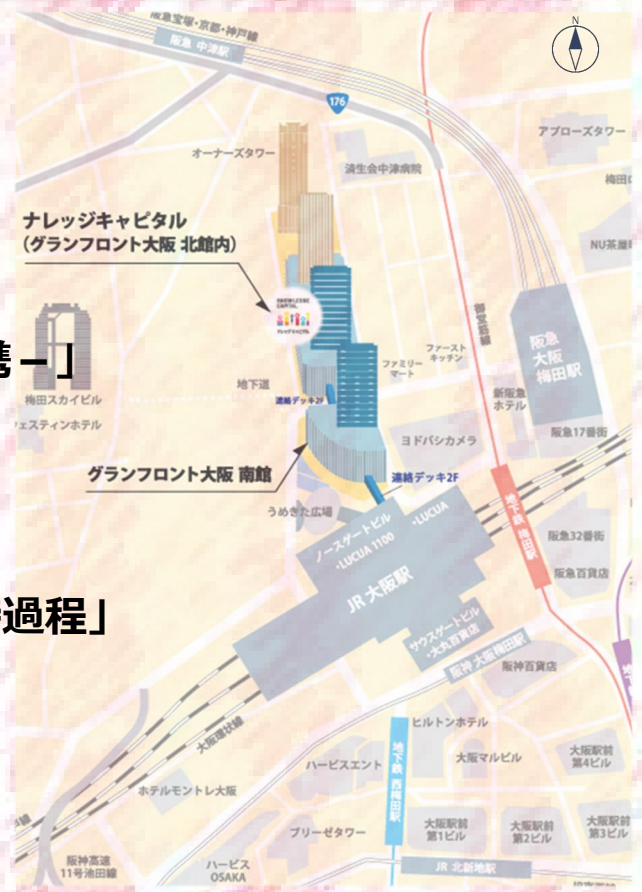 阪急宝塚・京都・神戸線
N
阪急 中津駅
176
アプローズタワー
オーナーズタワー
済生会中津病院
梅田
ナレッジキャピタル
(グランフロント大阪 北館内)
NU茶屋
KNOWLEDGE
CAPITAL
ナレッジキャピタル
御堂筋線
阪急
大阪
梅田駅
携－」
ファースト
キッチン
ファミリー
マート
地下道
連絡デッキ2F
新阪急
ホテル
梅田スカイビル
ェスティンホテル
ヨドバシカメラ
阪急17番街
グランフロント大阪 南館
連絡デッキ2F
うめきた広場
地下鉄 梅田駅
ノースゲートビル
・LUCUA 1100
・LUCUA
阪急32番街
阪急百貨店
JR 大阪駅
過程」
サウスゲートビル
・大丸百貨店
阪神 大阪梅田駅
阪神百貨店
大阪環状線
ヒルトンホテル
地下鉄 西梅田駅
ハービスエント
大阪マルビル
大阪駅前
第4ビル
ホテルモントレ大阪
ブリーゼタワー
大阪駅前
第1ビル
大阪駅前
第2ビル
大阪駅前
第3ビル
阪神高速
11号池田線
ハービス
OSAKA
JR 北新地駅